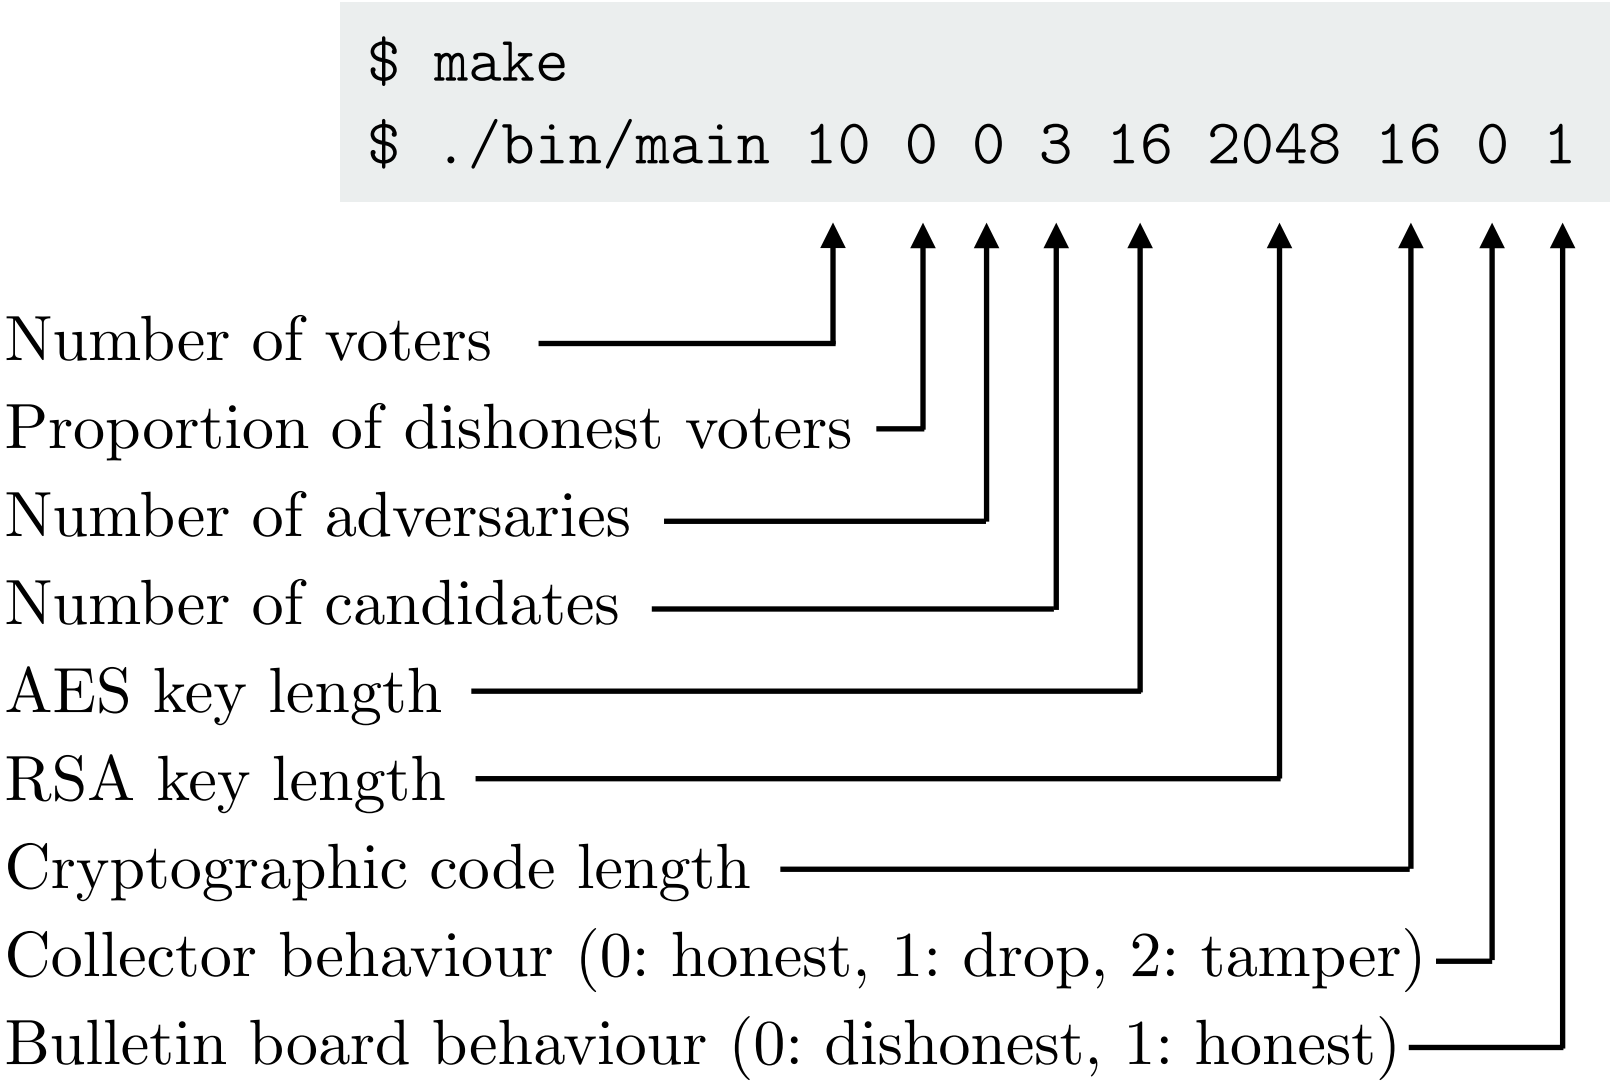 $ make
$ ./bin/main 10 0 0 3 16 2048 16 0 1
Number of voters
Proportion of dishonest voters
Number of adversaries
Number of candidates
AES key length
RSA key length
Cryptographic code length
Collector behaviour (0: honest, 1: drop, 2: tamper)
Bulletin board behaviour (0: dishonest, 1: honest)